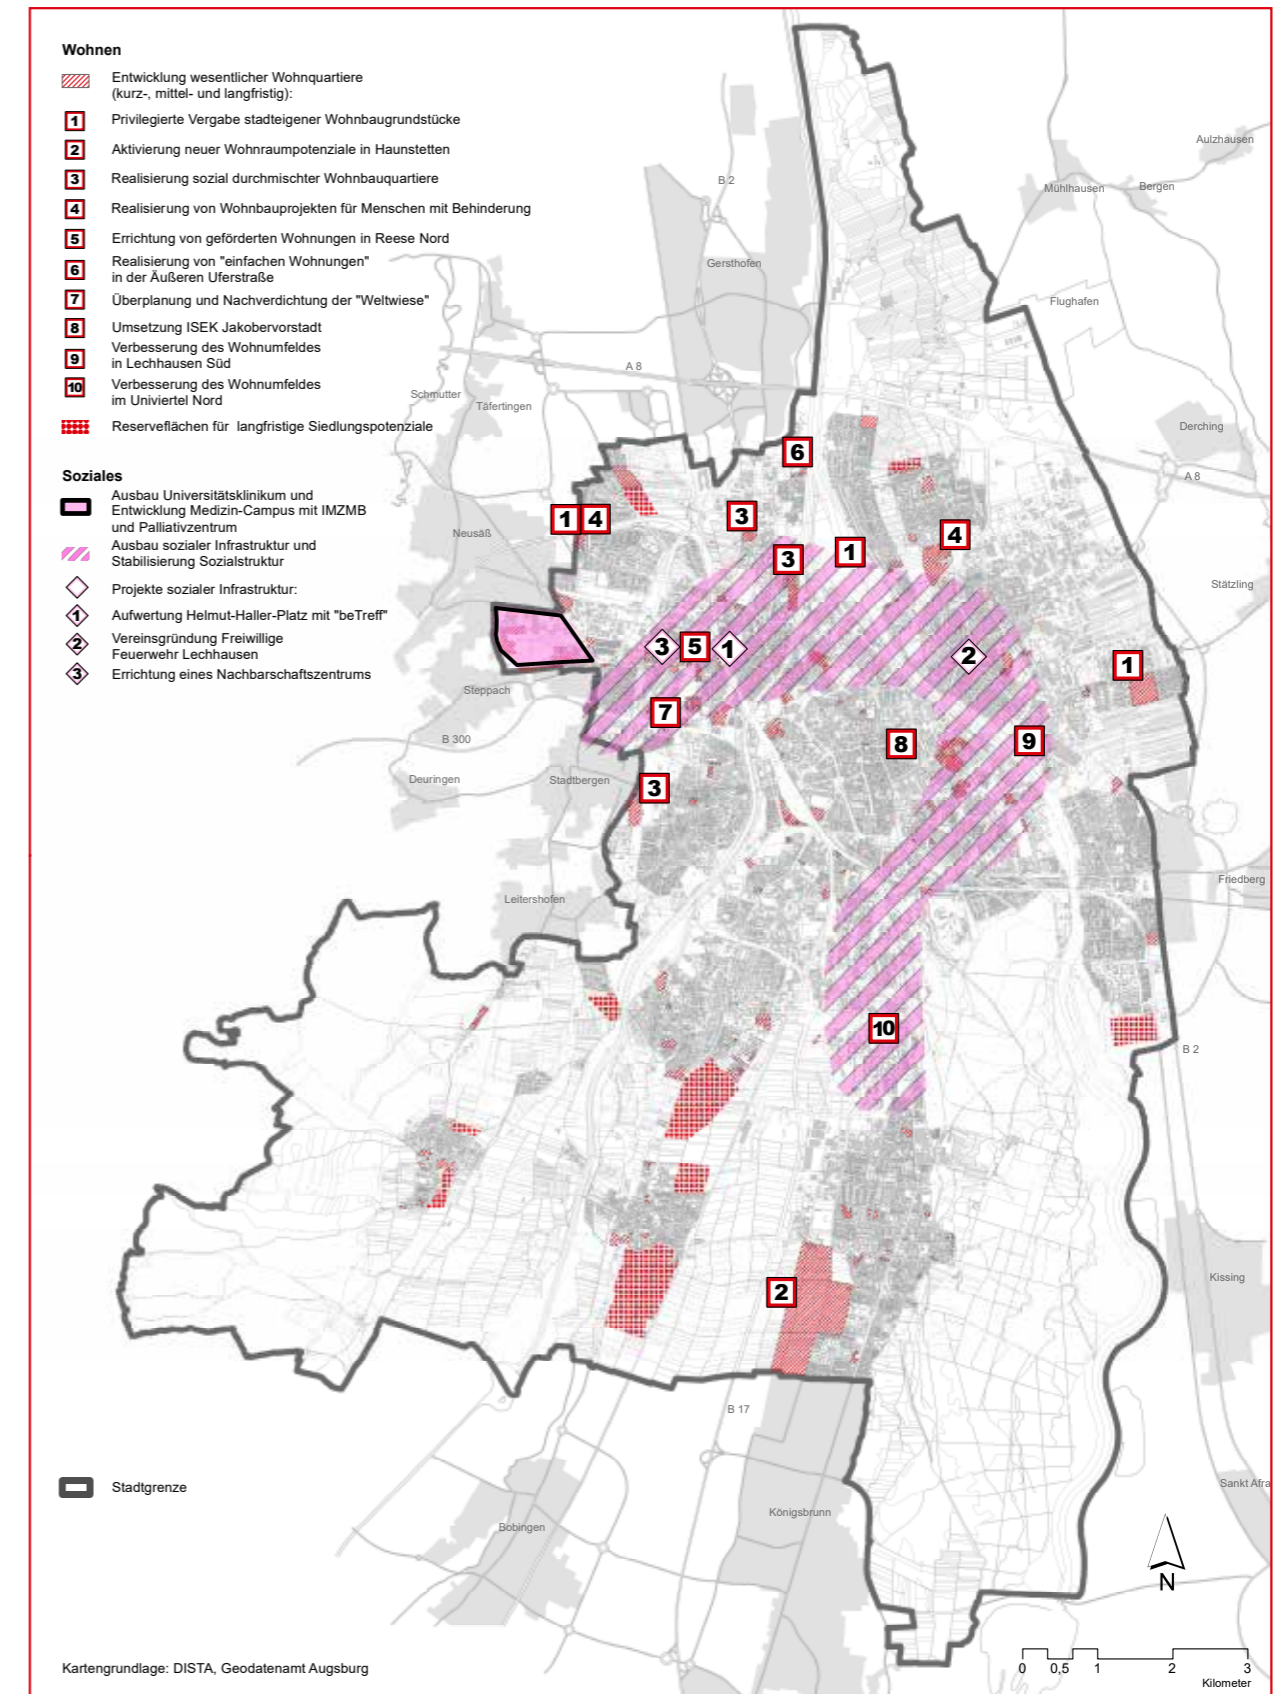 Wohnen
Entwicklung wesentlicher Wohnquartiere
(kurz-, mittel- und langfristig):
1 Privilegierte Vergabe stadteigener Wohnbaugrundstücke
2 Aktivierung neuer Wohnraumpotenziale in Haunstetten
3 Realisierung sozial durchmischter Wohnbauquartiere
4 Realisierung von Wohnbauprojekten für Menschen mit Behinderung
5 Errichtung von geförderten Wohnungen in Reese Nord
6 Realisierung von "einfachen Wohnungen"
in der Äußeren Uferstraße
7 Überplanung und Nachverdichtung der "Weltwiese"
8 Umsetzung ISEK Jakobervorstadt
9 Verbesserung des Wohnumfeldes
in Lechhausen Süd
10 Verbesserung des Wohnumfeldes
im Univiertel Nord
Reserveflächen für langfristige Siedlungspotenziale
Soziales
Ausbau Universitätsklinikum und
Entwicklung Medizin-Campus mit IMZMB
und Palliativzentrum
Ausbau sozialer Infrastruktur und
Stabilisierung Sozialstruktur
Projekte sozialer Infrastruktur:
1 Aufwertung Helmut-Haller-Platz mit "beTreff"
2 Vereinsgründung Freiwillige
Feuerwehr Lechhausen
3 Errichtung eines Nachbarschaftszentrums
Stadtgrenze
Kartengrundlage: DISTA, Geodatenamt Augsburg
Aulzhausen
B 2
Mühlhausen
Bergen
Gersthofen
Flughafen
A 8
Schmutter
Täfertingen
Derching
6
A 8
1 4
3
Neusäß
4
3
1
Stätzling
3 5 1
2
1
Steppach
7
B 300
8
9
Deuringen
Stadtbergen
3
Friedberg
Leitershofen
10
B 2
Kissing
2
B 17
Sankt Afra
Königsbrunn
Bobingen
N
0 0,5 1 2 3
Kilometer